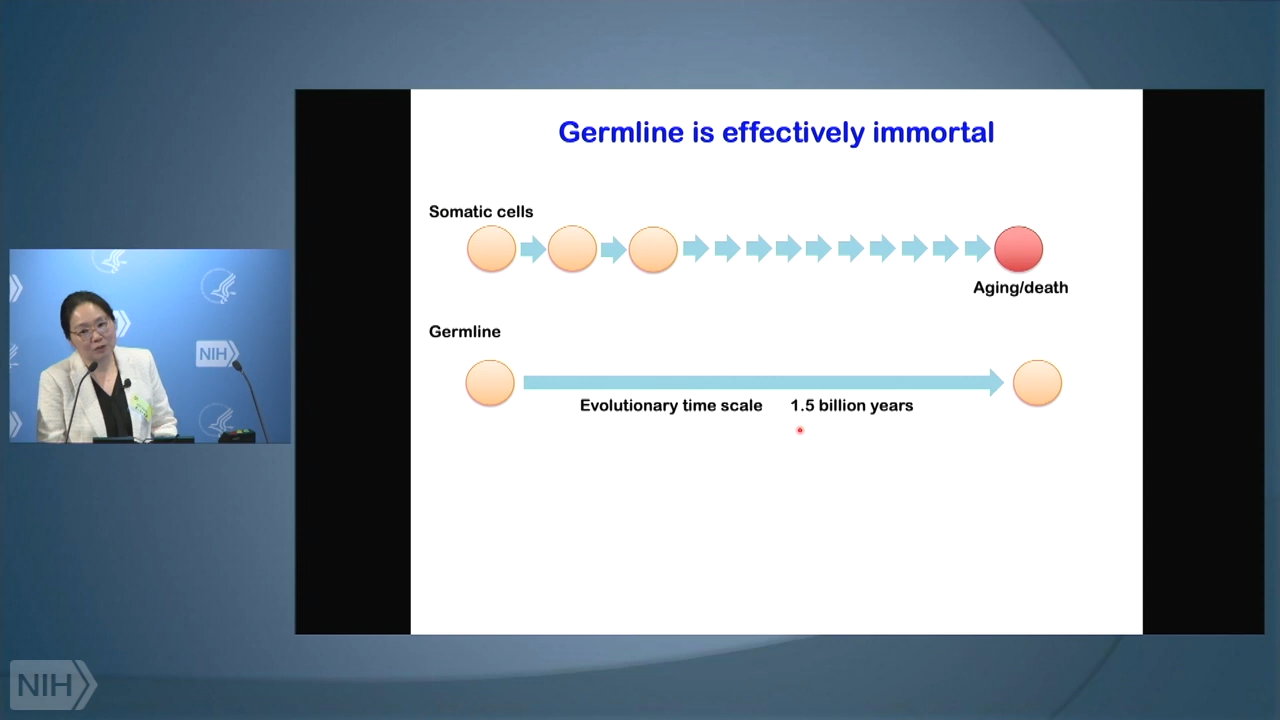 Germline is effectively immortal
Somatic cells
Aging/death
Germline
Evolutionary time scale 1.5 billion years
NIH
NIH